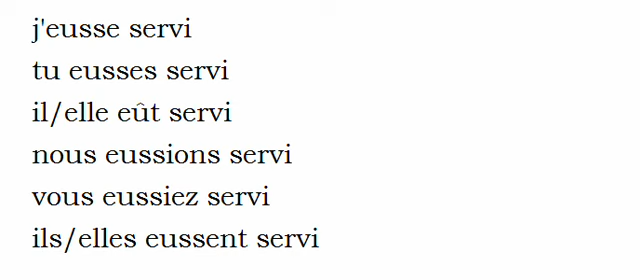 j'eusse servi
tu eusses servi
il/elle eût servi
nous eussions servi
vous eussiez servi
ils/elles eussent servi